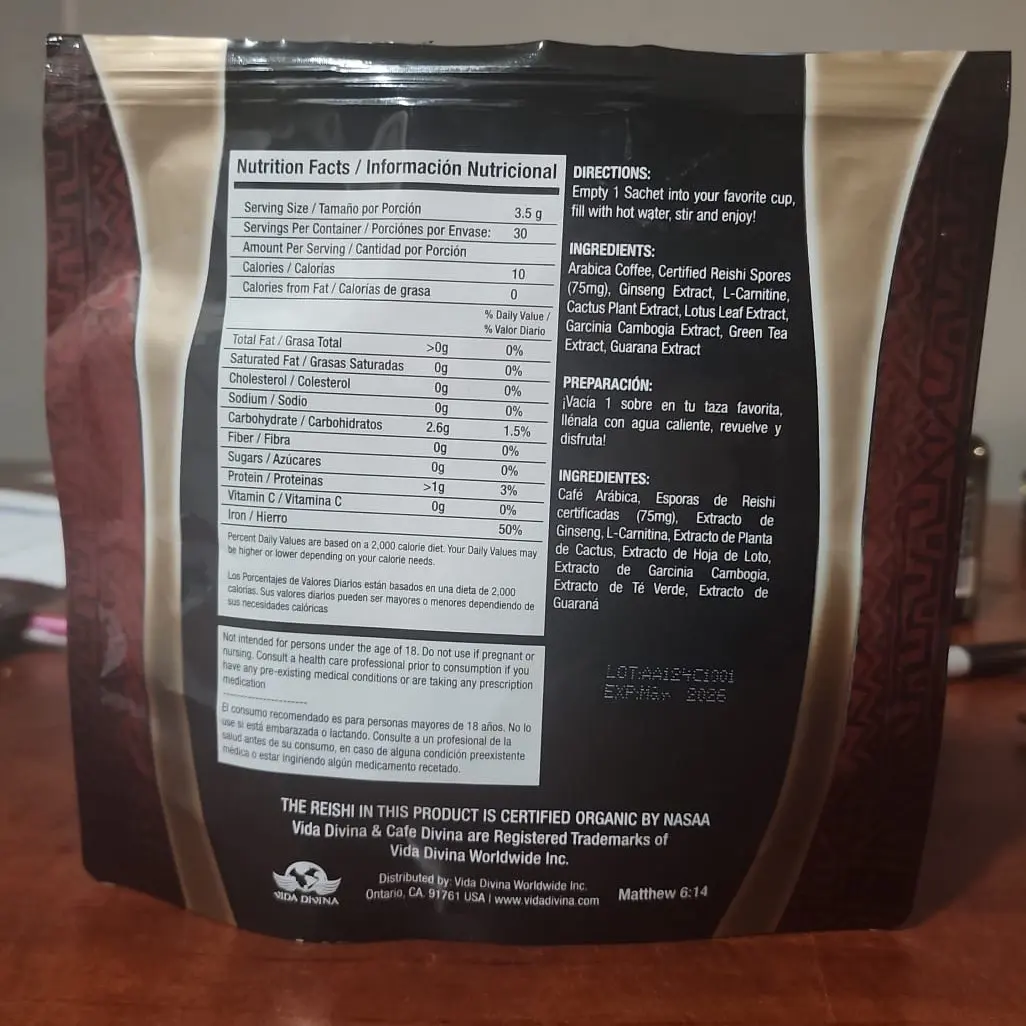 Nutrition Facts / Información Nutricional
Serving Size / Tamaño por Porción 3.5 g
Servings Per Container / Porciónes por Envase: 30
Amount Per Serving / Cantidad por Porción
Calories / Calorías 10
Calories from Fat / Calorías de grasa 0
% Daily Value /
% Valor Diario
Total Fat / Grasa Total >0g 0%
Saturated Fat / Grasas Saturadas 0g 0%
Cholesterol / Colesterol 0g 0%
Sodium / Sodio 0g 0%
Carbohydrate / Carbohidratos 2.6g 1.5%
Fiber / Fibra 0g 0%
Sugars / Azúcares 0g 0%
Protein / Proteinas >1g 3%
Vitamin C / Vitamina C 0g 0%
Iron / Hierro 50%
Percent Daily Values are based on a 2,000 calorie diet. Your Daily Values may
be higher or lower depending on your calorie needs.
Los Porcentajes de Valores Diarios están basados en una dieta de 2,000
calorias. Sus valores diarios pueden ser mayores o menores dependiendo de
sus necesidades calóricas
Not intended for persons under the age of 18. Do not use if pregnant or
nursing. Consult a health care professional prior to consumption if you
have any pre-existing medical conditions or are taking any prescription
medication
El consumo recomendado es para personas mayores de 18 años. No lo
use si está embarazada o lactando. Consulte a un profesional de la
salud antes de su consumo, en caso de alguna condición preexistente
médica o estar ingiriendo algún medicamento recetado.
DIRECTIONS:
Empty 1 Sachet into your favorite cup,
fill with hot water, stir and enjoy!
INGREDIENTS:
Arabica Coffee, Certified Reishi Spores
(75mg), Ginseng Extract, L-Carnitine,
Cactus Plant Extract, Lotus Leaf Extract,
Garcinia Cambogia Extract, Green Tea
Extract, Guarana Extract
PREPARACIÓN:
¡Vacía 1 sobre en tu taza favorita,
llénala con agua caliente, revuelve y
disfruta!
INGREDIENTES:
Café Arábica, Esporas de Reishi
certificadas (75mg), Extracto de
Ginseng, L-Carnitina, Extracto de Planta
de Cactus, Extracto de Hoja de Loto,
Extracto de Garcinia Cambogia,
Extracto de Té Verde, Extracto de
Guaraná
LOT:AA124C1001
EXP:May 2026
THE REISHI IN THIS PRODUCT IS CERTIFIED ORGANIC BY NASAA
Vida Divina & Cafe Divina are Registered Trademarks of
Vida Divina Worldwide Inc.
VIDA DIVINA
Distributed by: Vida Divina Worldwide Inc.
Ontario, CA. 91761 USA | www.vidadivina.com
Matthew 6:14